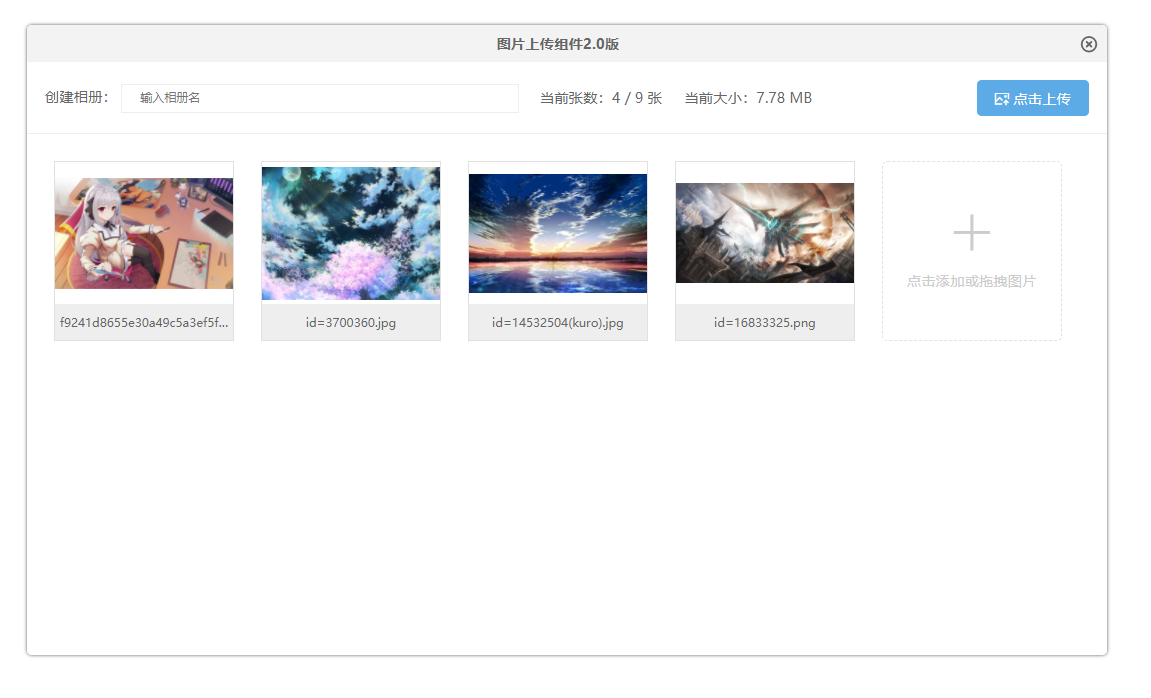 图片上传组件2.0版
创建相册： 输入相册名 当前张数：4 / 9 张 当前大小：7.78 MB 点击上传
点击添加或拖拽图片
f9241d8655e30a49c5a3ef5f... id=3700360.jpg id=14532504(kuro).jpg id=16833325.png